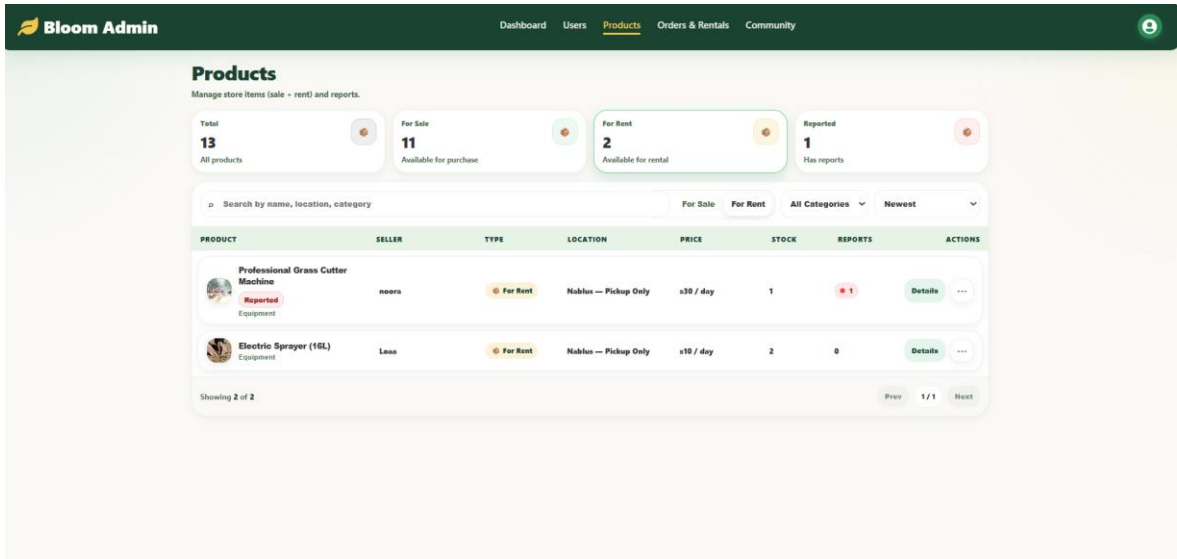 Bloom Admin
Dashboard Users Products Orders & Rentals Community
Products
Manage store items (sale + rent) and reports.
Total
13
All products
For Sale
11
Available for purchase
For Rent
2
Available for rental
Reported
1
Has reports
Search by name, location, category
For Sale For Rent All Categories Newest
PRODUCT SELLER TYPE LOCATION PRICE STOCK REPORTS ACTIONS
Professional Grass Cutter
Machine
Reported
Equipment
noora For Rent Nablus — Pickup Only ₪30 / day 1 1 Details ...
Electric Sprayer (16L)
Equipment
For Rent Nablus — Pickup Only ₪10 / day 2 0 Details ...
Showing 2 of 2
Prev 1 / 1 Next